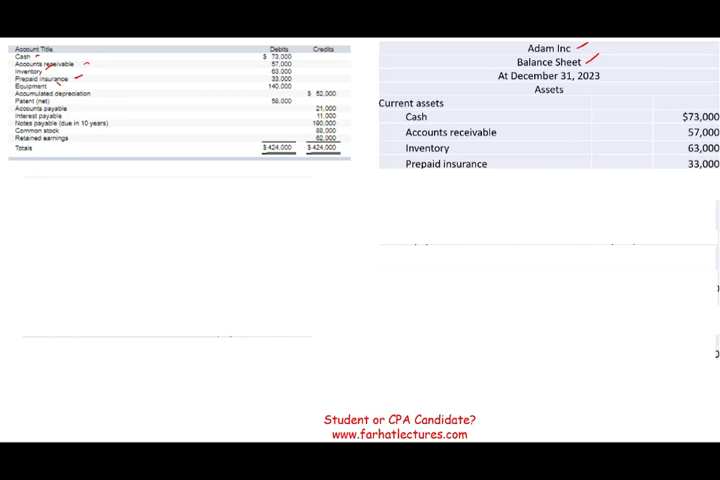 Account Title Debits Credits
Cash $ 73,000
Accounts receivable 57,000
Inventory 63,000
Prepaid insurance 33,000
Equipment 140,000
Accumulated depreciation $ 52,000
Patent (net) 58,000
Accounts payable 21,000
Interest payable 11,000
Notes payable (due in 10 years) 190,000
Common stock 88,000
Retained earnings 62,000
Totals $ 424,000 $ 424,000
Adam Inc
Balance Sheet
At December 31, 2023
Assets
Current assets
Cash $73,000
Accounts receivable 57,000
Inventory 63,000
Prepaid insurance 33,000
Student or CPA Candidate?
www.farhatlectures.com